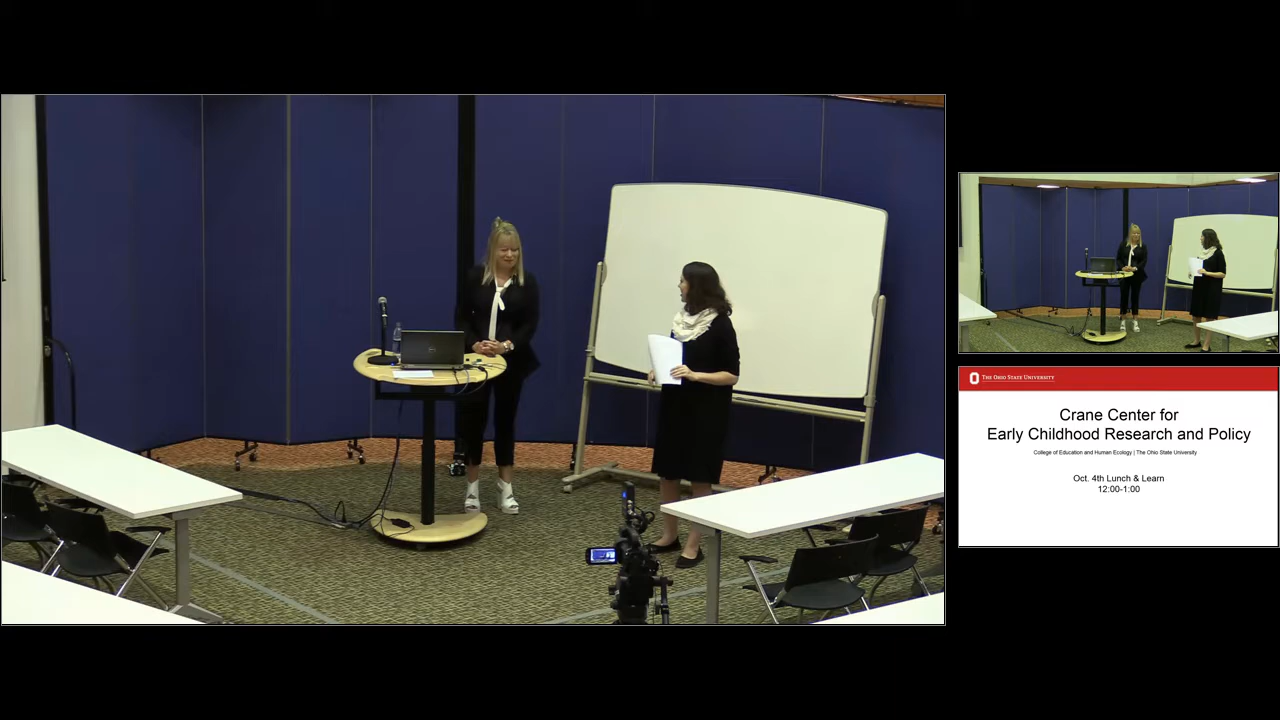 THE OHIO STATE UNIVERSITY
Crane Center for
Early Childhood Research and Policy
College of Education and Human Ecology | The Ohio State University
Oct. 4th Lunch & Learn
12:00-1:00